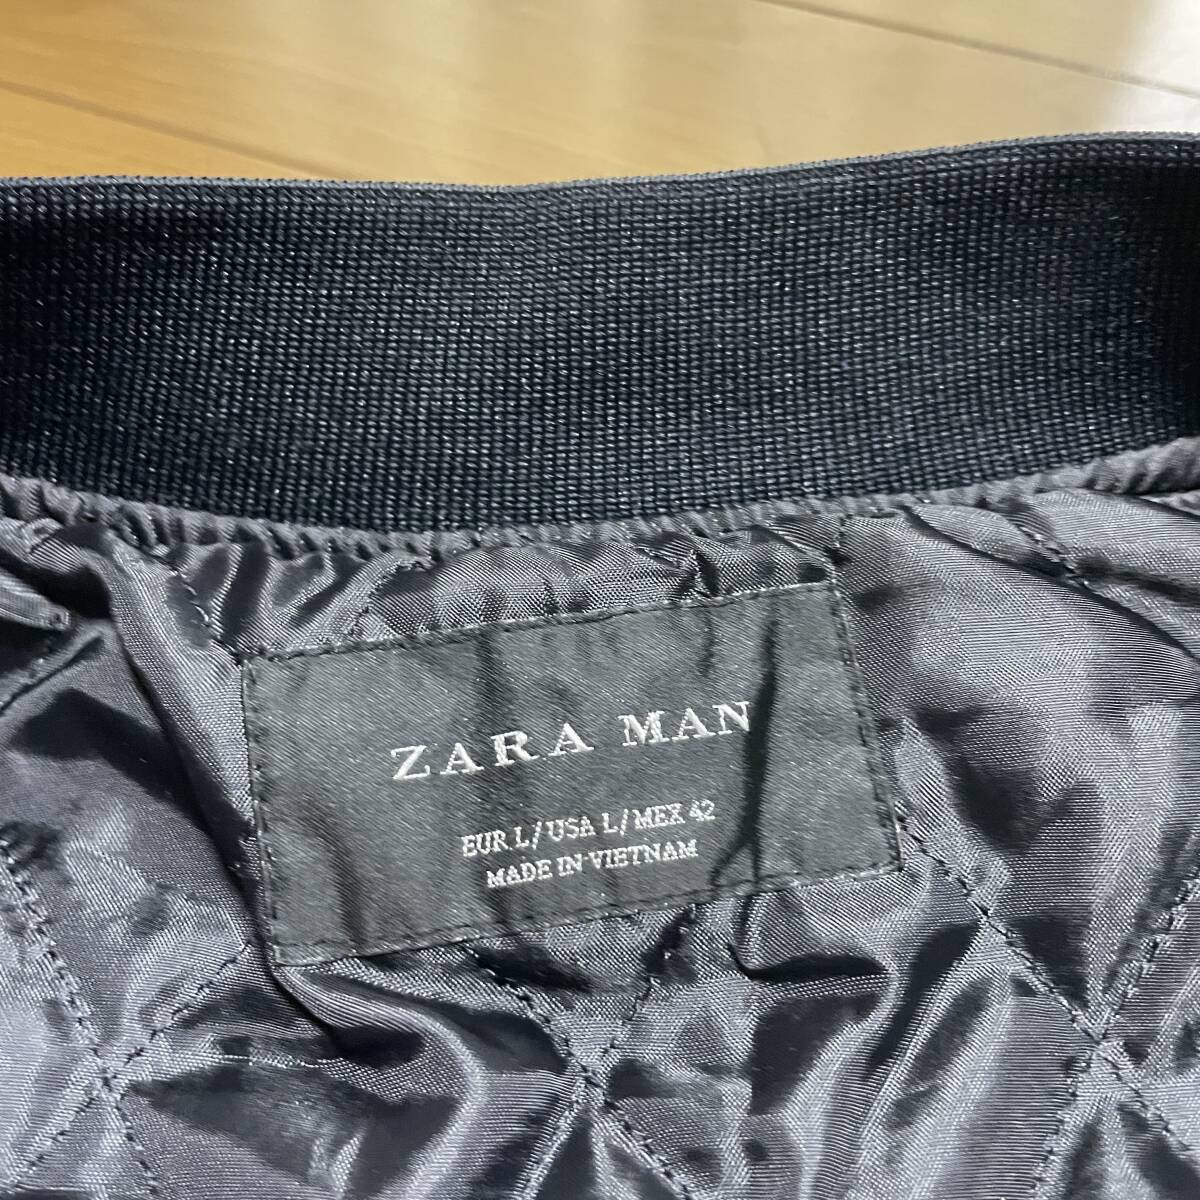 ZARA MAN
EUR L/USA L/MEX 42
MADE IN VIETNAM